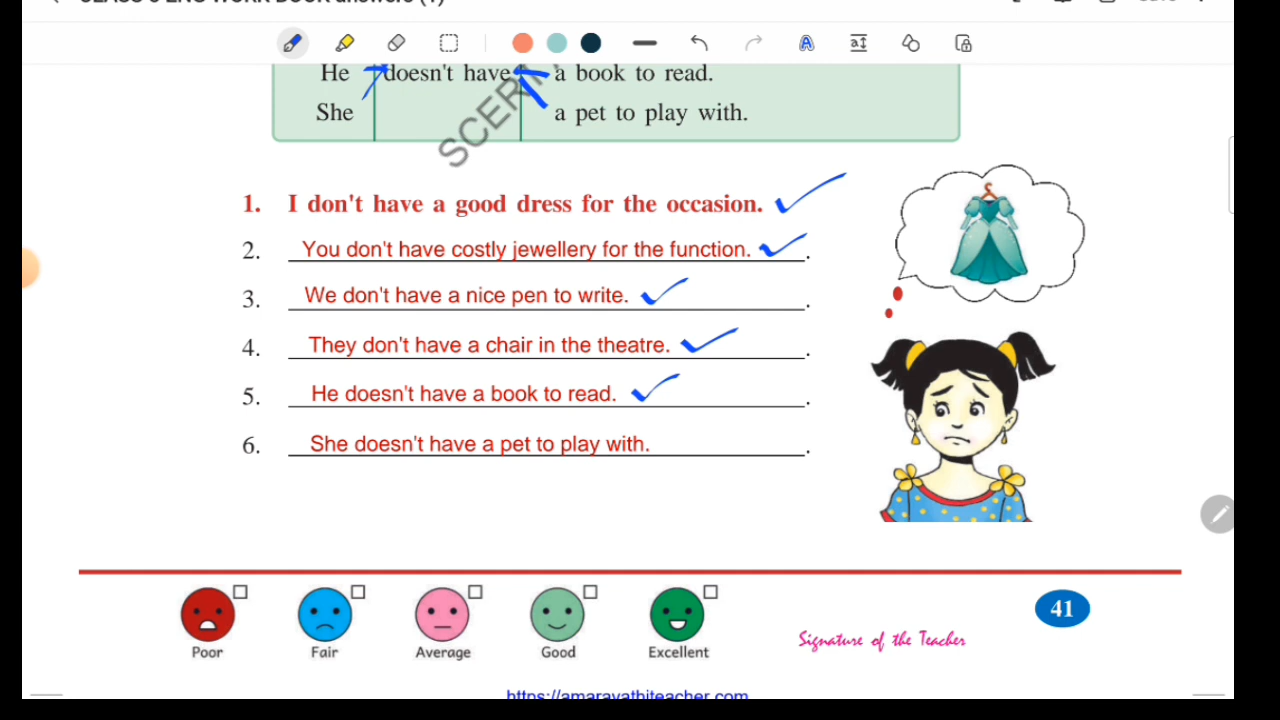 He doesn't have a book to read.
She a pet to play with.
SCERT
1. I don't have a good dress for the occasion.
2. You don't have costly jewellery for the function. .
3. We don't have a nice pen to write. .
4. They don't have a chair in the theatre. .
5. He doesn't have a book to read. .
6. She doesn't have a pet to play with. .
Poor Fair Average Good Excellent
Signature of the Teacher
41
https://amaravathiteacher.com